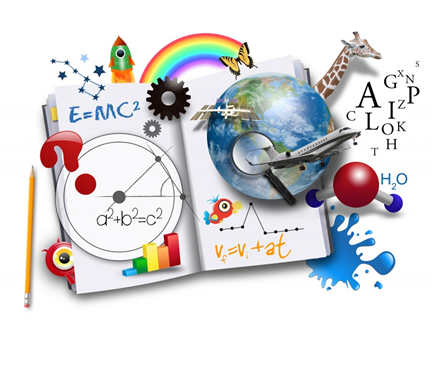 E=MC²
?
a²+b²=c²
v_f=v_i+at
H₂O
S
G X N
A Z P
C L I K
O
T H